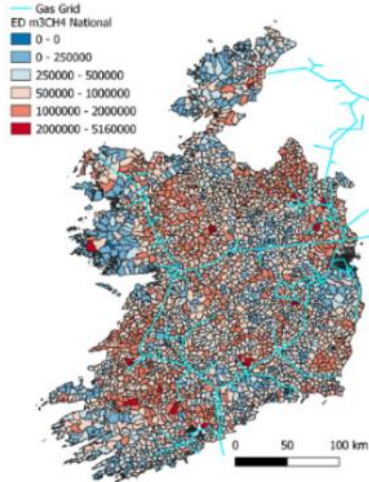 Gas Grid
ED m3CH4 National
0 - 0
0 - 250000
250000 - 500000
500000 - 1000000
1000000 - 2000000
2000000 - 5160000
0 50 100 km